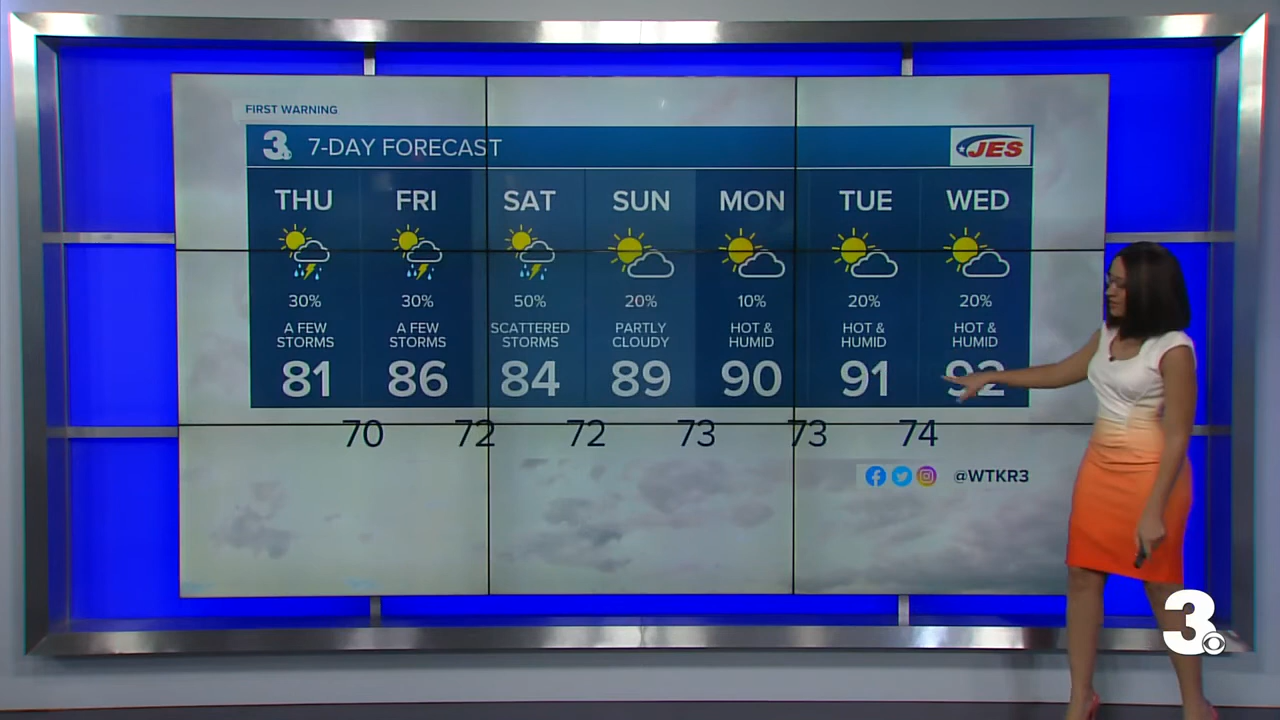 FIRST WARNING
3 7-DAY FORECAST JES
THU FRI SAT SUN MON TUE WED
30% 30% 50% 20% 10% 20% 20%
A FEW A FEW SCATTERED PARTLY HOT & HOT & HOT &
STORMS STORMS STORMS CLOUDY HUMID HUMID HUMID
81 86 84 89 90 91 92
70 72 72 73 73 74
@WTKR3
3